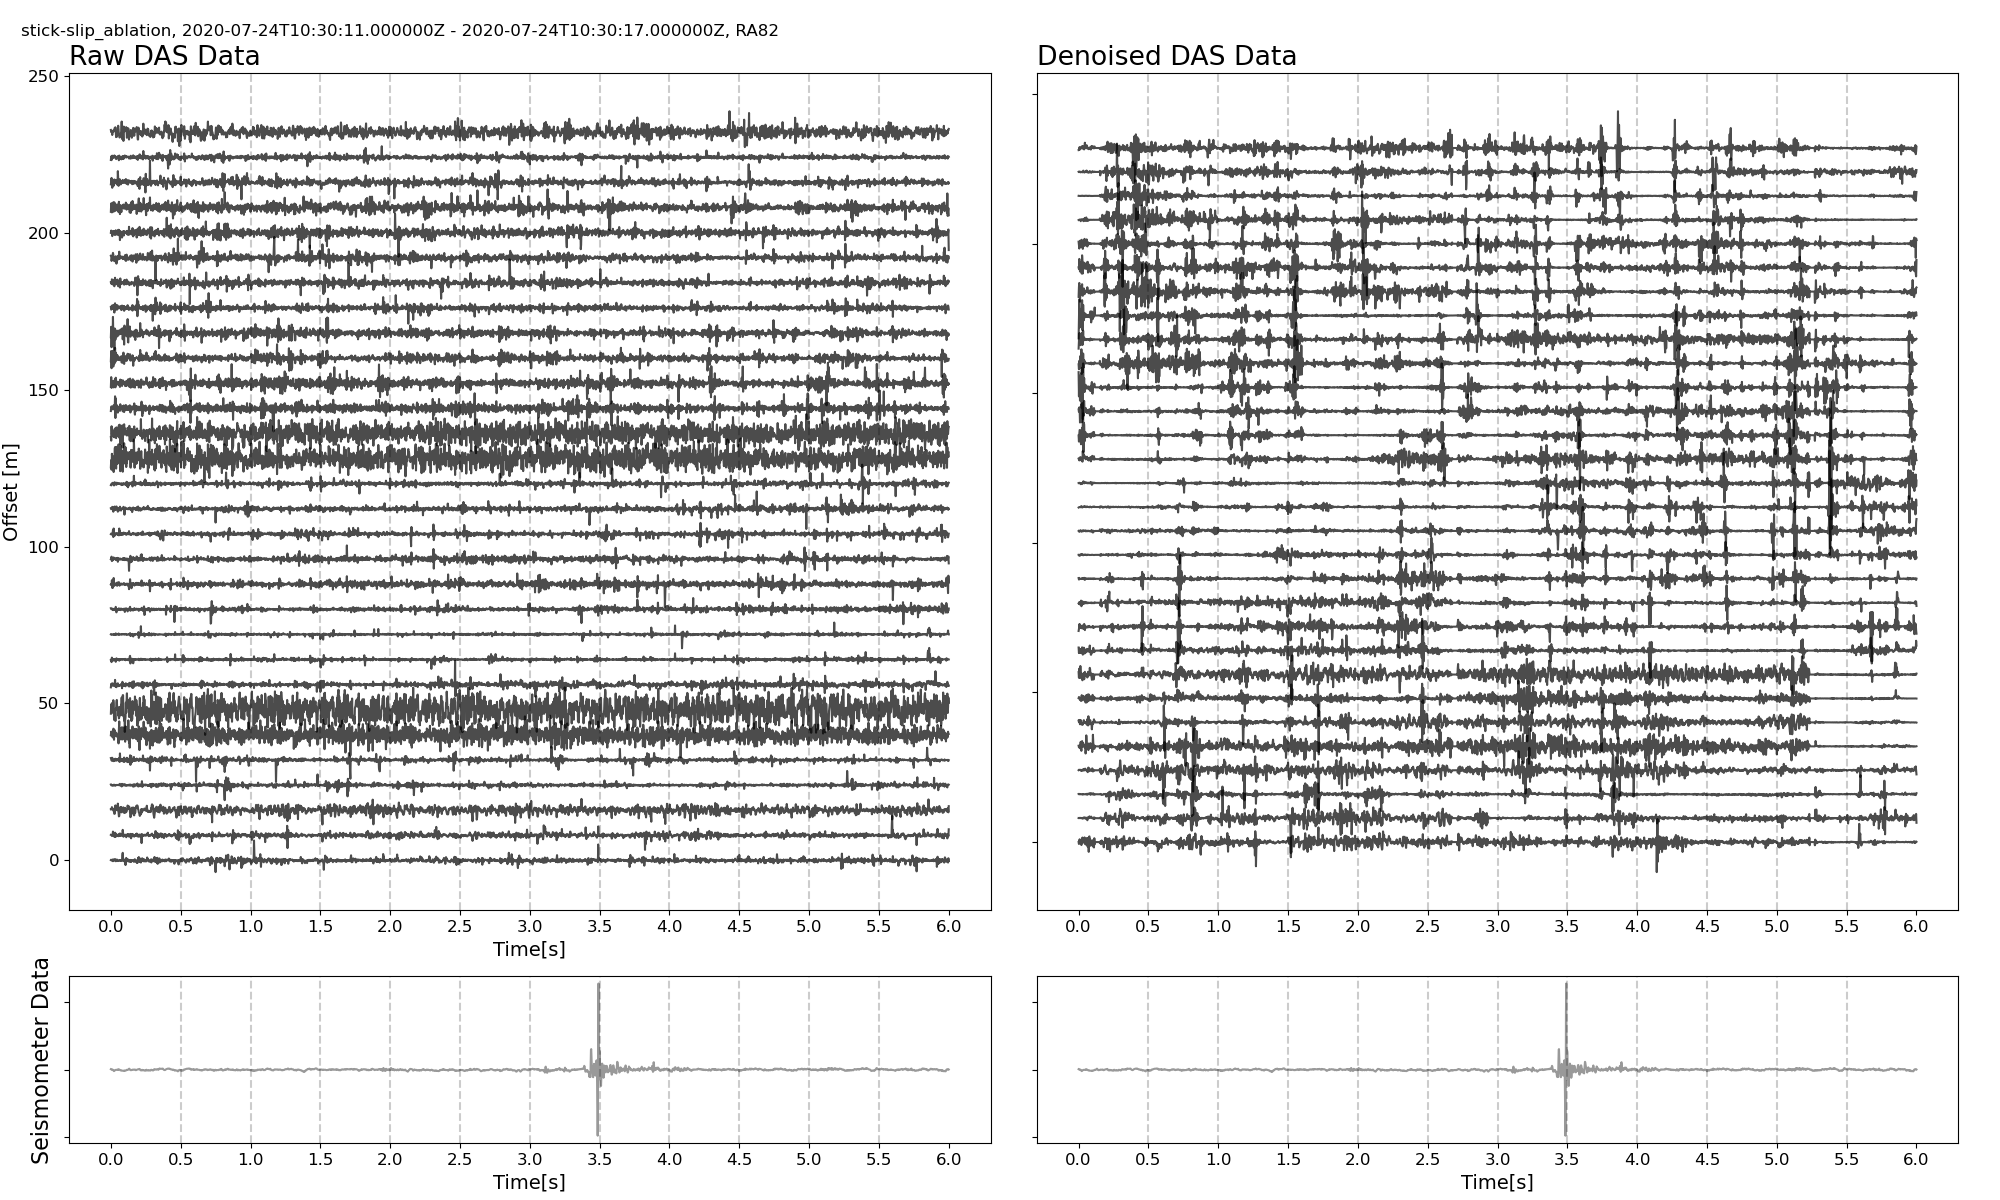 stick-slip_ablation, 2020-07-24T10:30:11.000000Z - 2020-07-24T10:30:17.000000Z, RA82
Raw DAS Data
Denoised DAS Data
250
200
150
100
50
0
Offset [m]
0.0 0.5 1.0 1.5 2.0 2.5 3.0 3.5 4.0 4.5 5.0 5.5 6.0
Time[s]
0.0 0.5 1.0 1.5 2.0 2.5 3.0 3.5 4.0 4.5 5.0 5.5 6.0
Seismometer Data
0.0 0.5 1.0 1.5 2.0 2.5 3.0 3.5 4.0 4.5 5.0 5.5 6.0
Time[s]
0.0 0.5 1.0 1.5 2.0 2.5 3.0 3.5 4.0 4.5 5.0 5.5 6.0
Time[s]